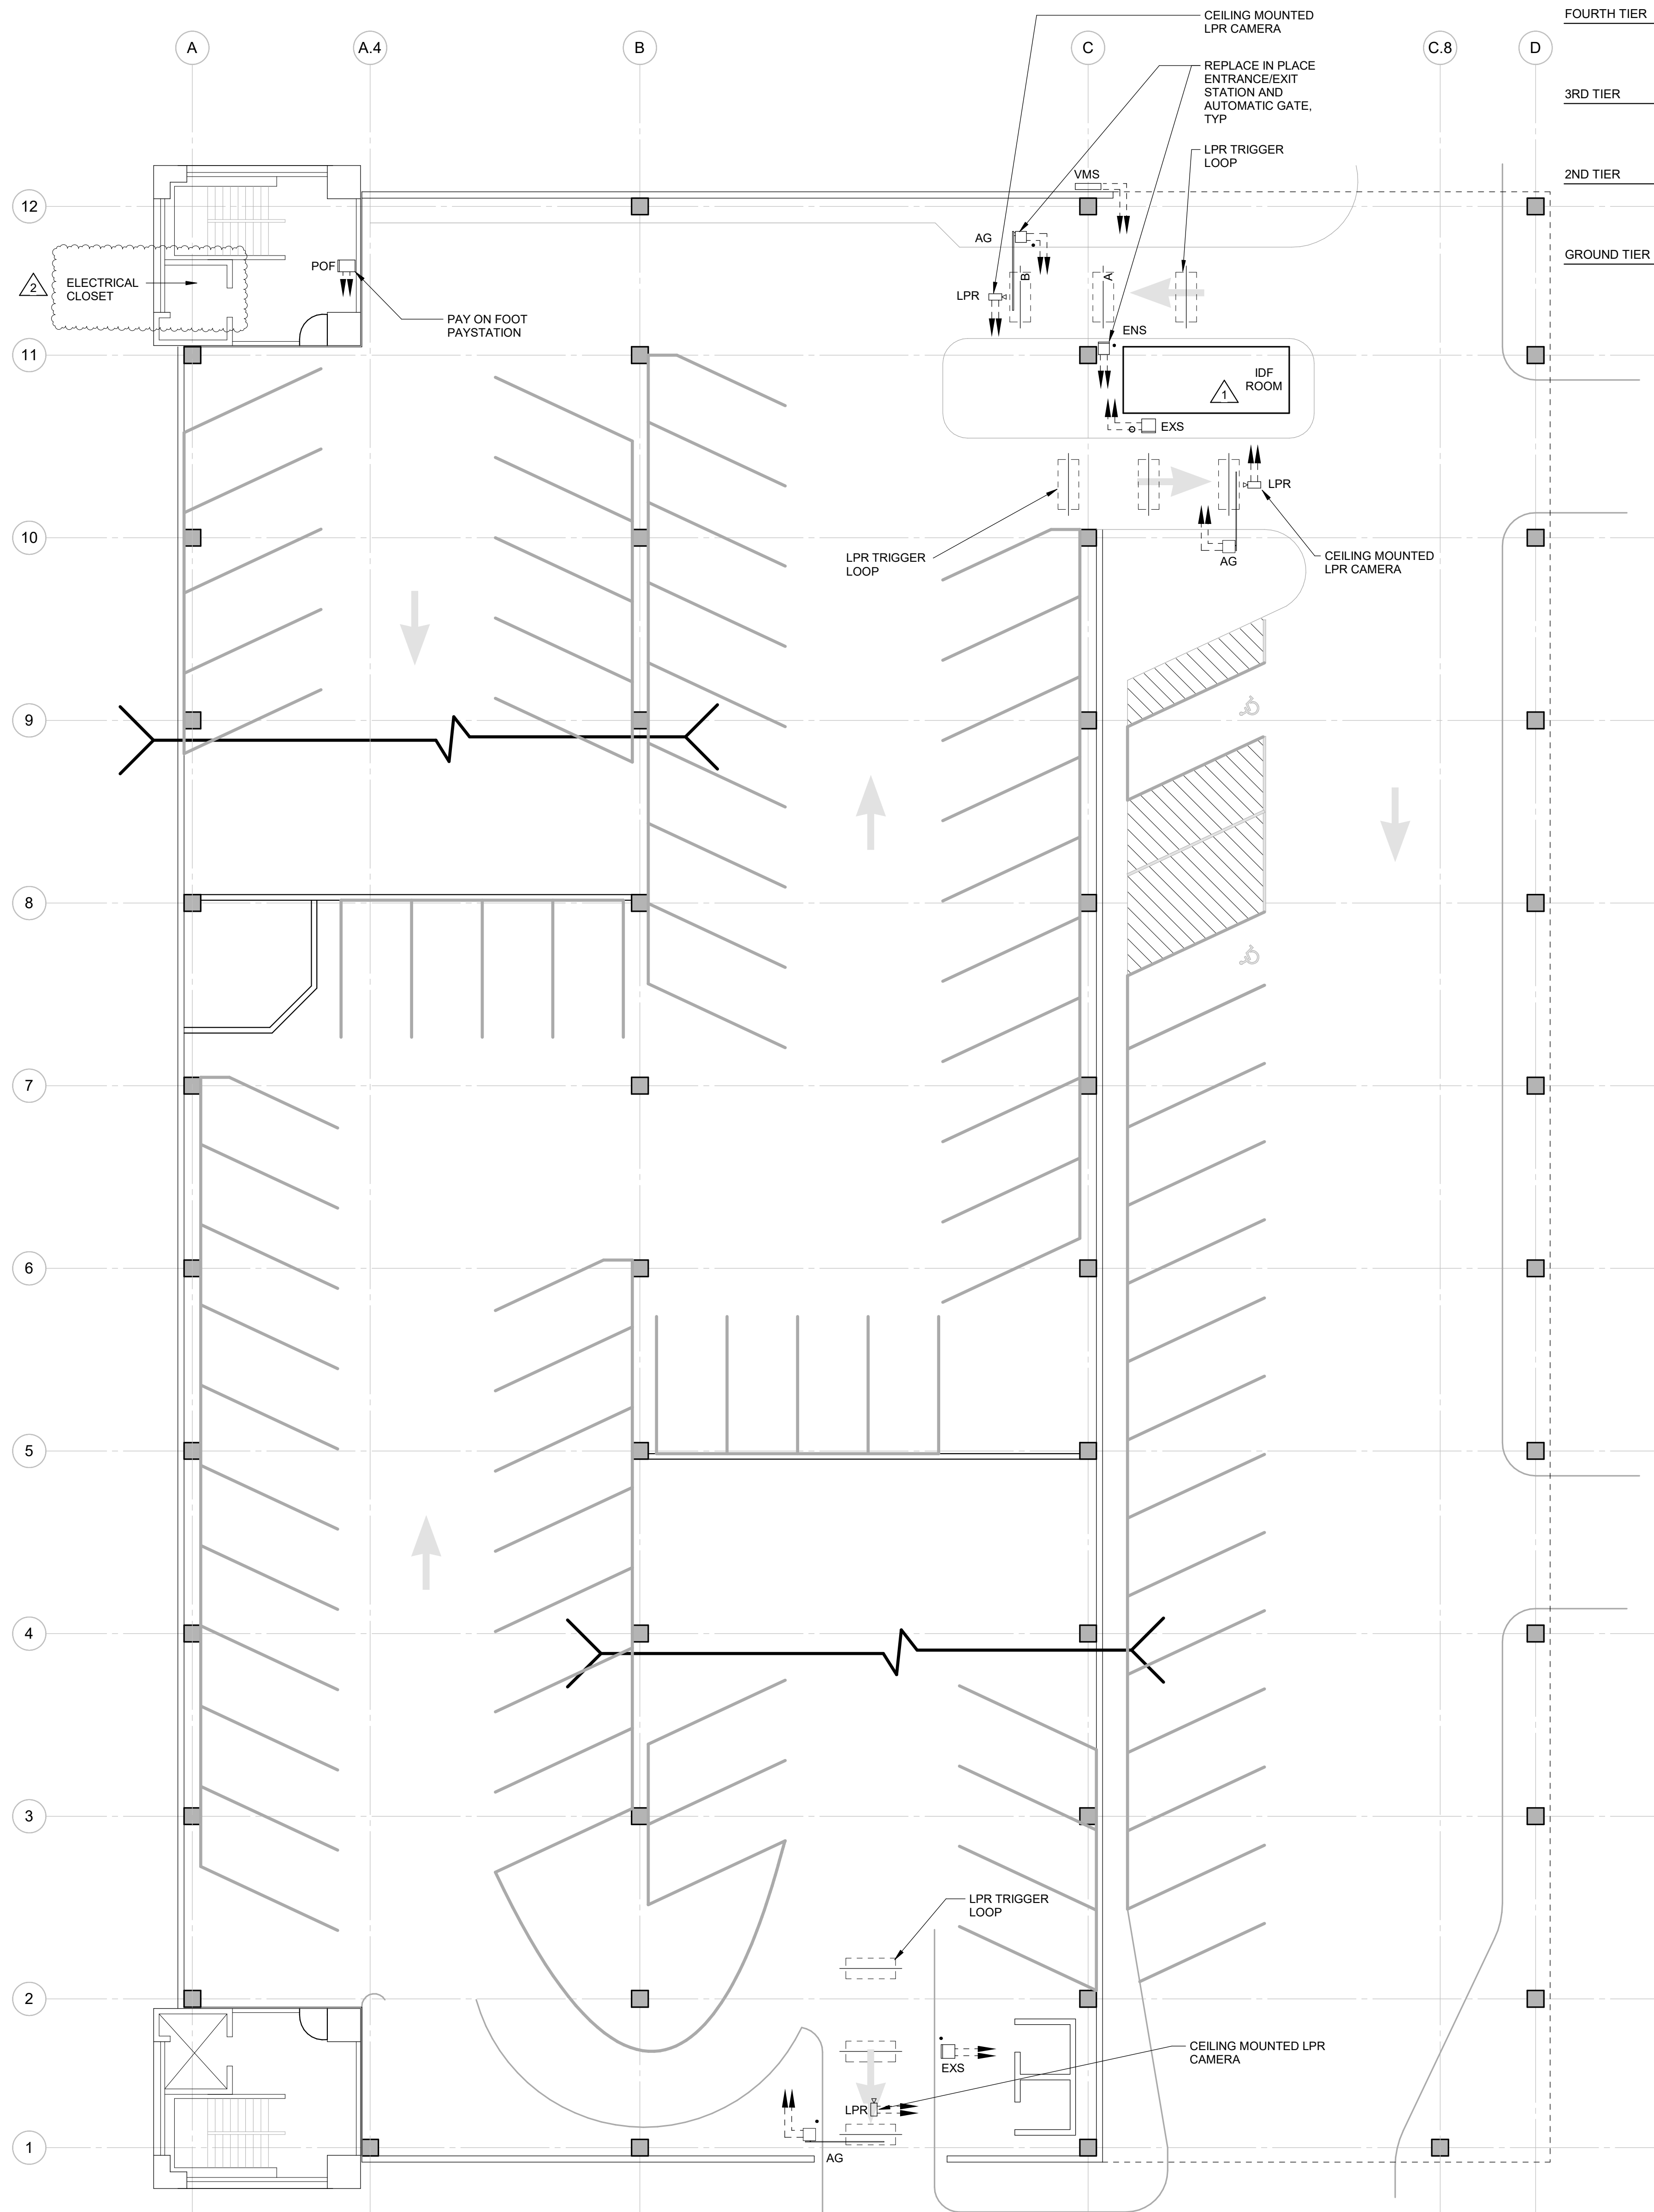 CEILING MOUNTED
LPR CAMERA
FOURTH TIER
A
A.4
B
C
C.8
D
REPLACE IN PLACE
ENTRANCE/EXIT
STATION AND
AUTOMATIC GATE,
TYP
3RD TIER
LPR TRIGGER
LOOP
2ND TIER
VMS
12
AG
GROUND TIER
POF
2
ELECTRICAL
CLOSET
B
A
LPR
PAY ON FOOT
PAYSTATION
ENS
11
IDF
ROOM
1
EXS
LPR
10
LPR TRIGGER
LOOP
CEILING MOUNTED
LPR CAMERA
AG
9
8
7
6
5
4
3
LPR TRIGGER
LOOP
2
CEILING MOUNTED LPR
CAMERA
EXS
LPR
1
AG